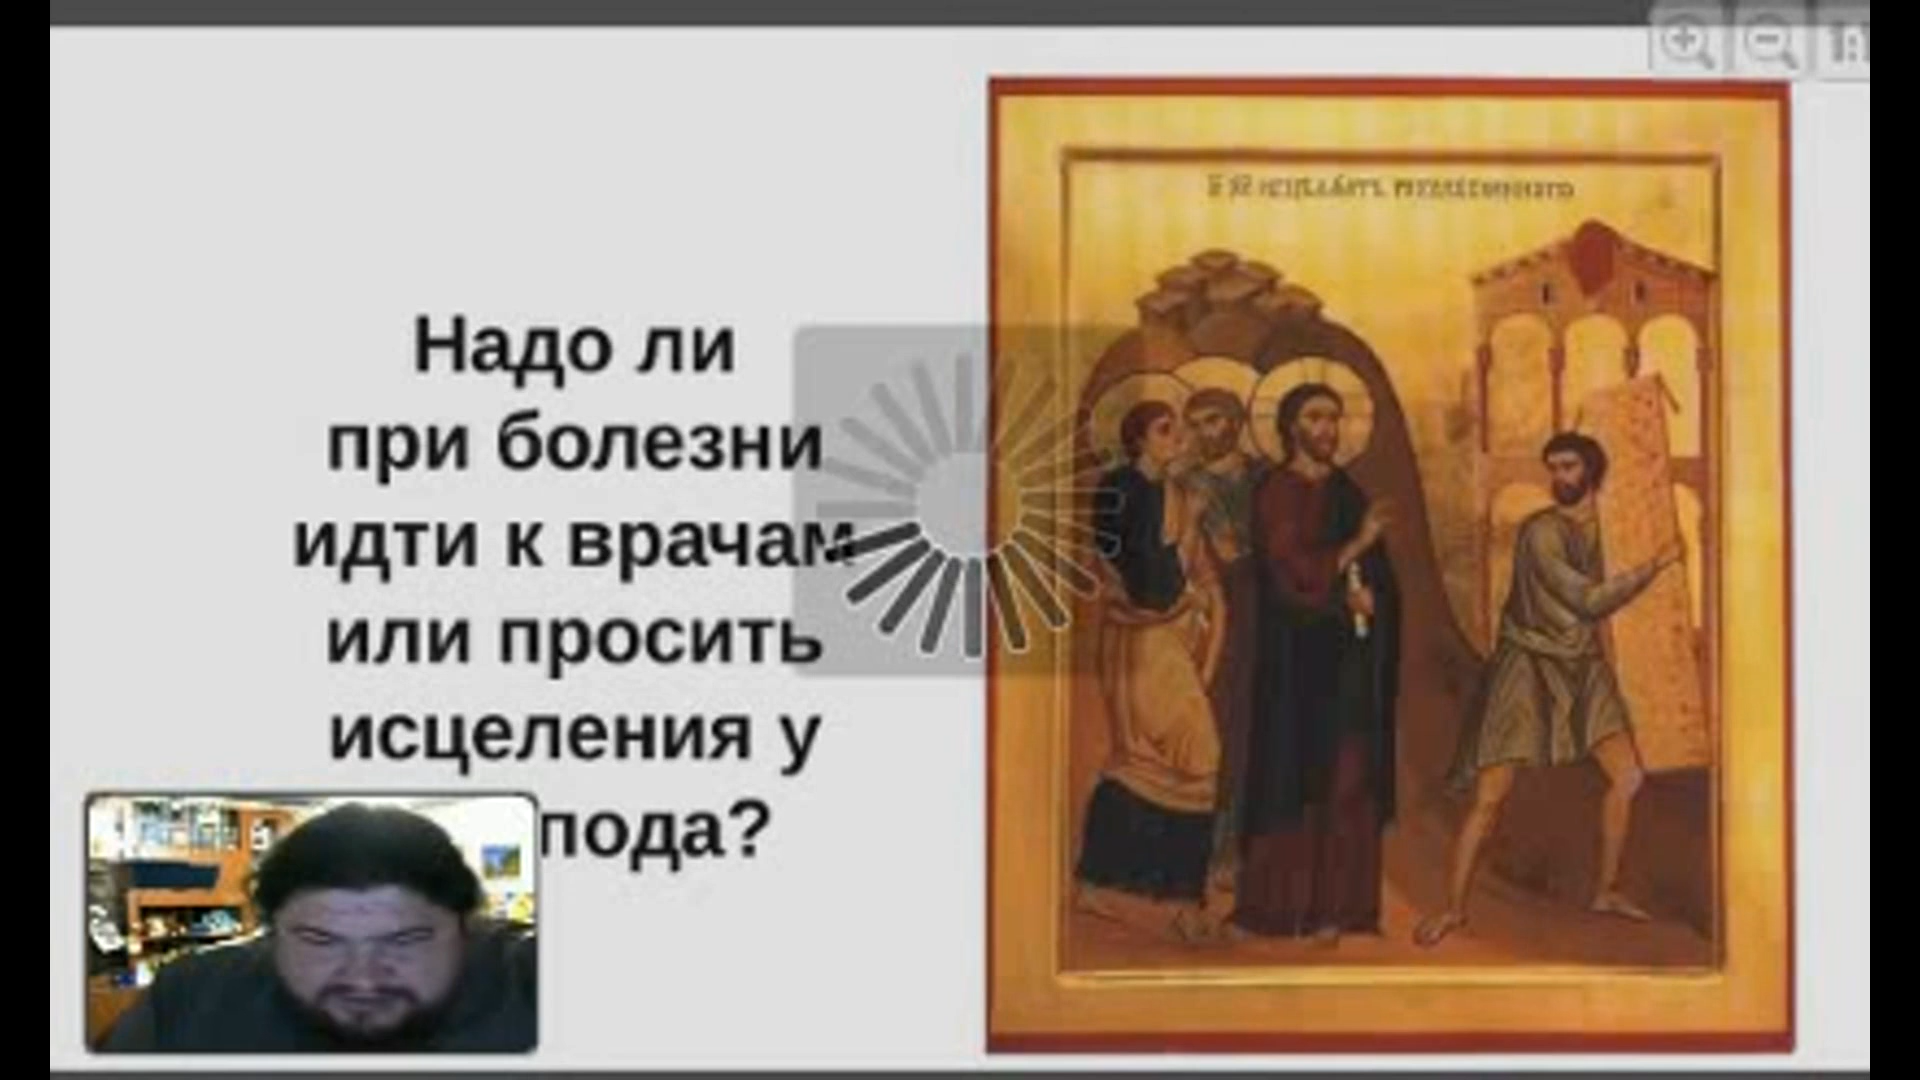 Надо ли
при болезни
идти к врачам
или просить
исцеления у
пода?